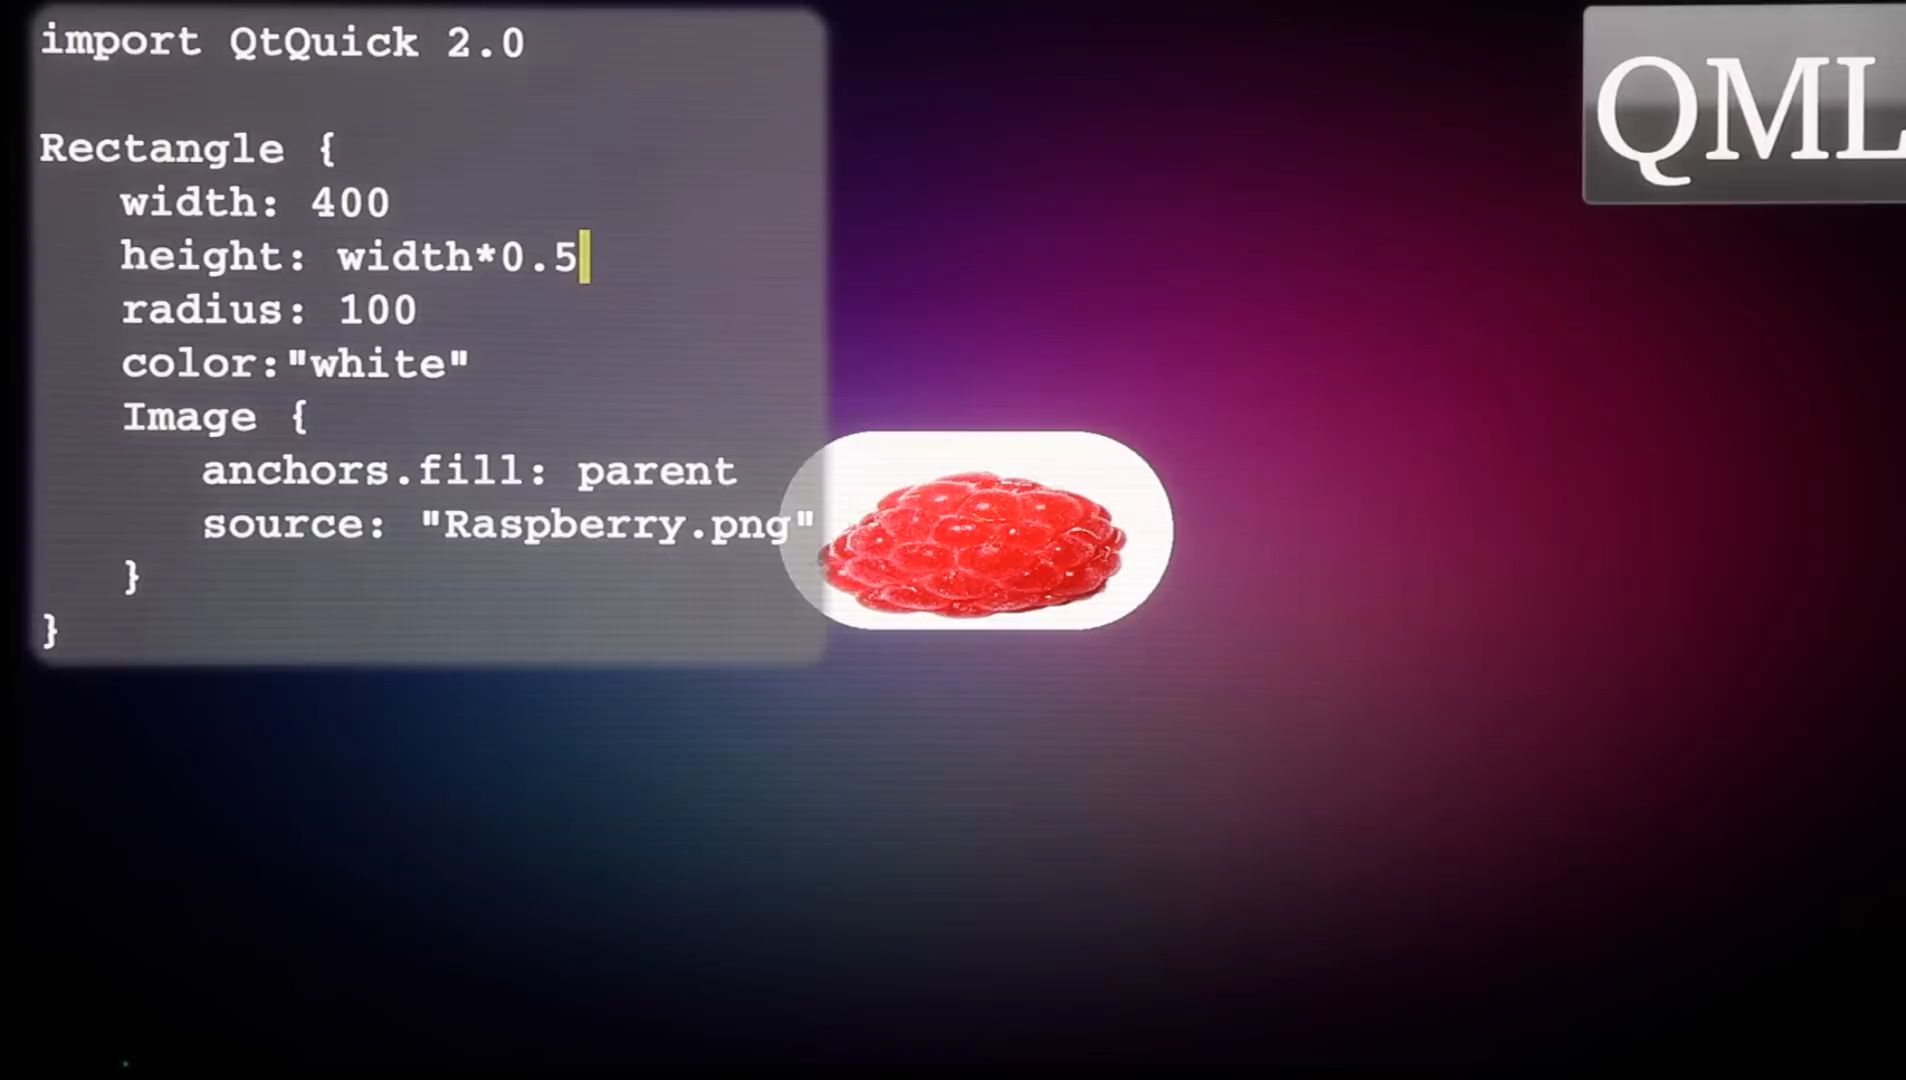 import QtQuick 2.0
Rectangle {
width: 400
height: width*0.5
radius: 100
color:"white"
Image {
anchors.fill: parent
source: "Raspberry.png"
}
}
QML